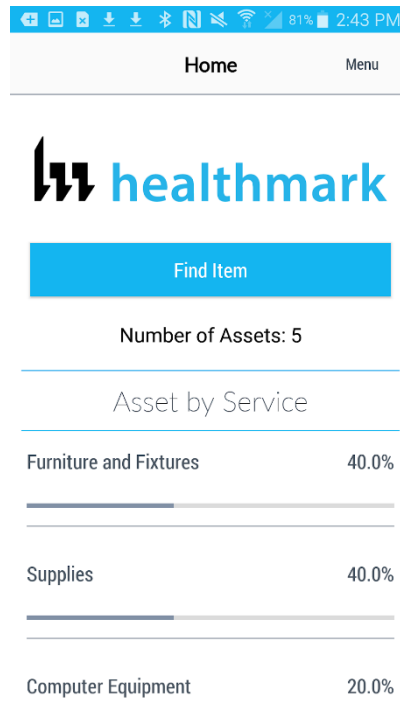 81% 2:43 PM
Home Menu
healthmark
Find Item
Number of Assets: 5
Asset by Service
Furniture and Fixtures 40.0%
Supplies 40.0%
Computer Equipment 20.0%